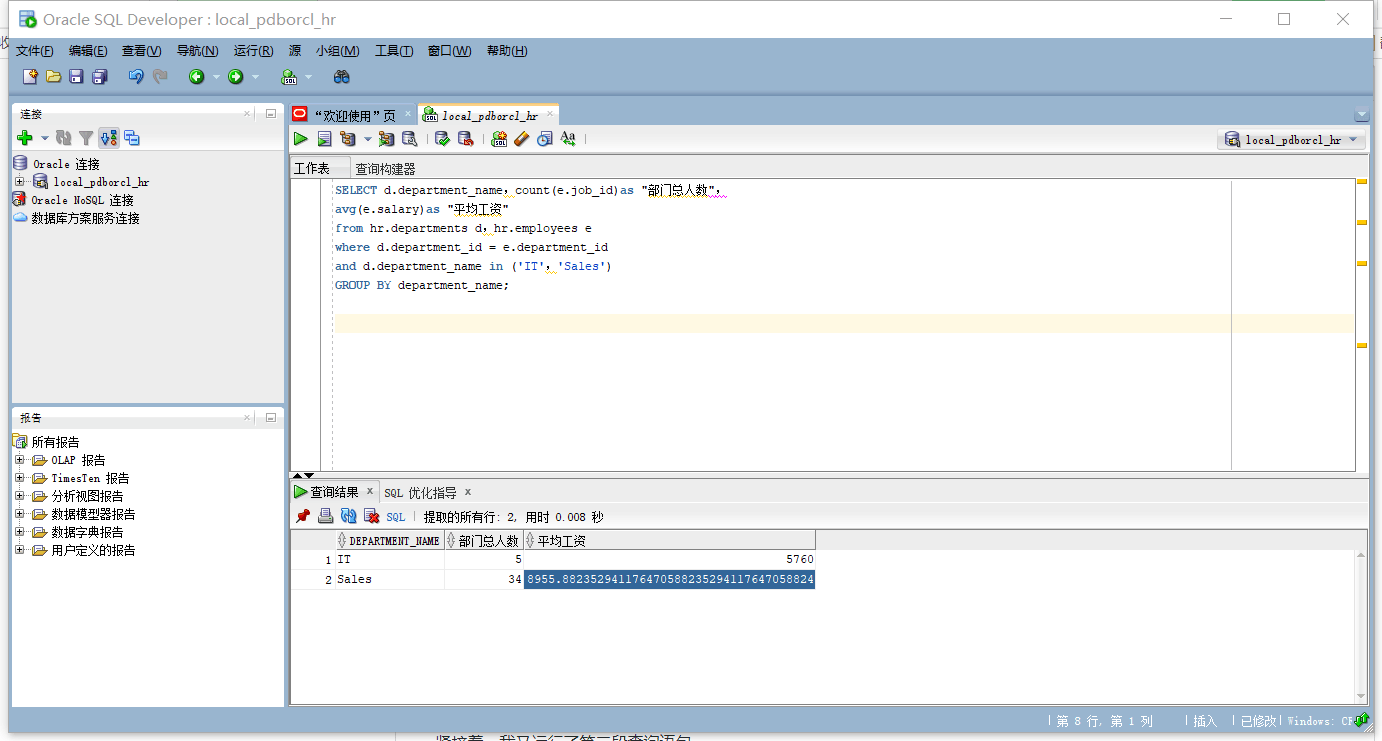 Oracle SQL Developer : local_pdborcl_hr
文件(F) 编辑(E) 查看(V) 导航(N) 运行(R) 源 小组(M) 工具(T) 窗口(W) 帮助(H)
连接
Oracle 连接
local_pdborcl_hr
Oracle NoSQL 连接
数据库方案服务连接
报告
所有报告
OLAP 报告
TimesTen 报告
分析视图报告
数据模型器报告
数据字典报告
用户定义的报告
“欢迎使用”页 local_pdborcl_hr
local_pdborcl_hr
工作表 查询构建器
SELECT d.department_name，count(e.job_id)as "部门总人数"，
avg(e.salary)as "平均工资"
from hr.departments d，hr.employees e
where d.department_id = e.department_id
and d.department_name in ('IT'，'Sales')
GROUP BY department_name;
查询结果 x SQL 优化指导 x
SQL | 提取的所有行: 2, 用时 0.008 秒
DEPARTMENT_NAME 部门总人数 平均工资
1 IT 5 5760
2 Sales 34 8955.882352941176470588235294117647058824
| 第 8 行, 第 1 列 | 插入 | 已修改 | Windows: CR